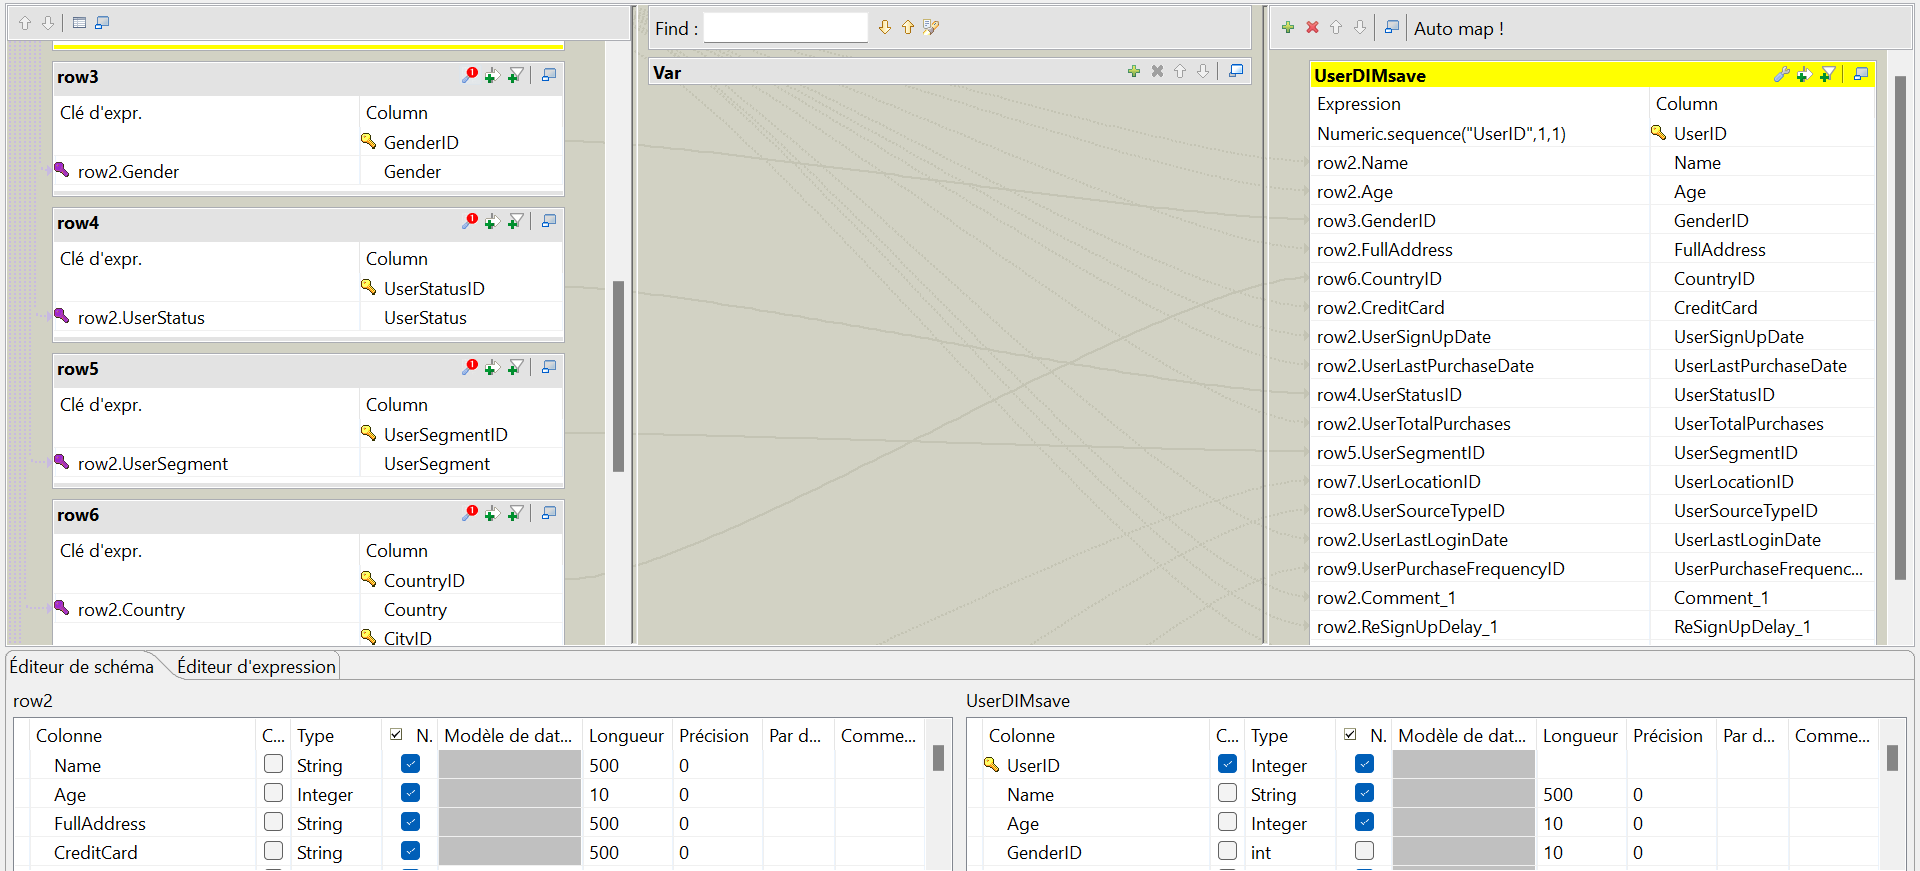 Find :
Auto map !
row3
Clé d'expr. Column
GenderID
row2.Gender Gender
row4
Clé d'expr. Column
UserStatusID
row2.UserStatus UserStatus
row5
Clé d'expr. Column
UserSegmentID
row2.UserSegment UserSegment
row6
Clé d'expr. Column
CountryID
row2.Country Country
CityID
Var
UserDIMsave
Expression Column
Numeric.sequence("UserID",1,1) UserID
row2.Name Name
row2.Age Age
row3.GenderID GenderID
row2.FullAddress FullAddress
row6.CountryID CountryID
row2.CreditCard CreditCard
row2.UserSignUpDate UserSignUpDate
row2.UserLastPurchaseDate UserLastPurchaseDate
row4.UserStatusID UserStatusID
row2.UserTotalPurchases UserTotalPurchases
row5.UserSegmentID UserSegmentID
row7.UserLocationID UserLocationID
row8.UserSourceTypeID UserSourceTypeID
row2.UserLastLoginDate UserLastLoginDate
row9.UserPurchaseFrequencyID UserPurchaseFrequenc...
row2.Comment_1 Comment_1
row2.ReSignUpDelay_1 ReSignUpDelay_1
Éditeur de schéma Éditeur d'expression
row2
Colonne C... Type N. Modèle de dat... Longueur Précision Par d... Comme...
Name String 500 0
Age Integer 10 0
FullAddress String 500 0
CreditCard String 500 0
UserDIMsave
Colonne C... Type N. Modèle de dat... Longueur Précision Par d... Comme...
UserID Integer
Name String 500 0
Age Integer 10 0
GenderID int 10 0